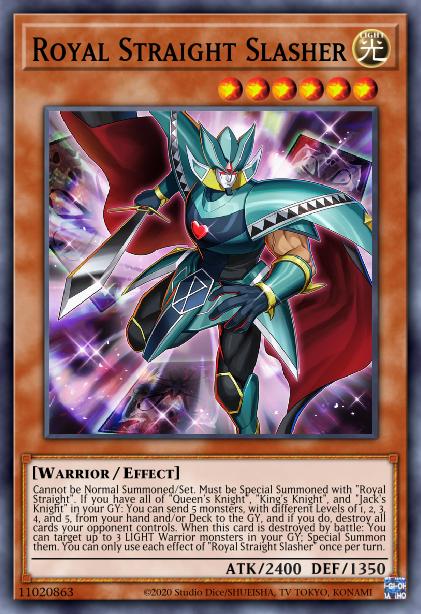 ROYAL STRAIGHT SLASHER
LIGHT
光
[WARRIOR / EFFECT]
Cannot be Normal Summoned/Set. Must be Special Summoned with "Royal
Straight". If you have all of "Queen's Knight", "King's Knight", and "Jack's
Knight" in your GY: You can send 5 monsters, with different Levels of 1, 2, 3,
4, and 5, from your hand and/or Deck to the GY, and if you do, destroy all
cards your opponent controls. When this card is destroyed by battle: You
can target up to 3 LIGHT Warrior monsters in your GY; Special Summon
them. You can only use each effect of "Royal Straight Slasher" once per turn.
ATK/2400 DEF/1350
11020863
©2020 Studio Dice/SHUEISHA, TV TOKYO, KONAMI